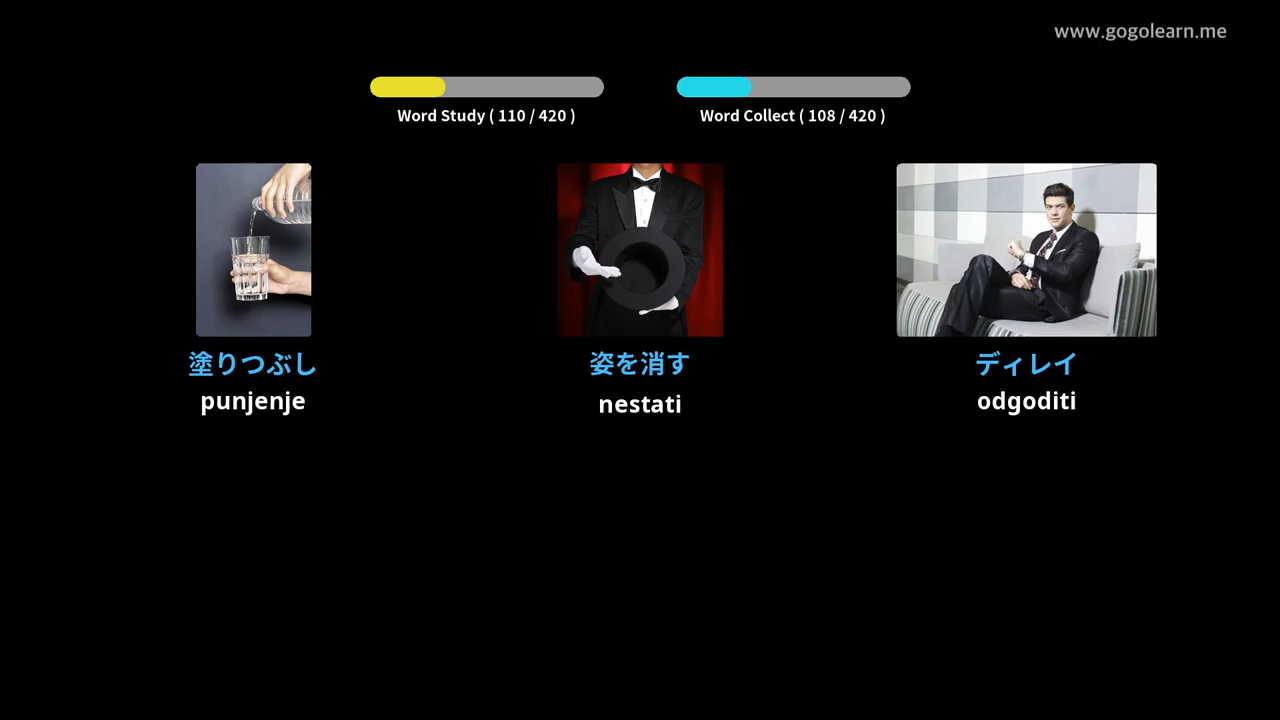 www.gogolearn.me
Word Study ( 110 / 420 )
Word Collect ( 108 / 420 )
塗りつぶし
punjenje
姿を消す
nestati
ディレイ
odgoditi